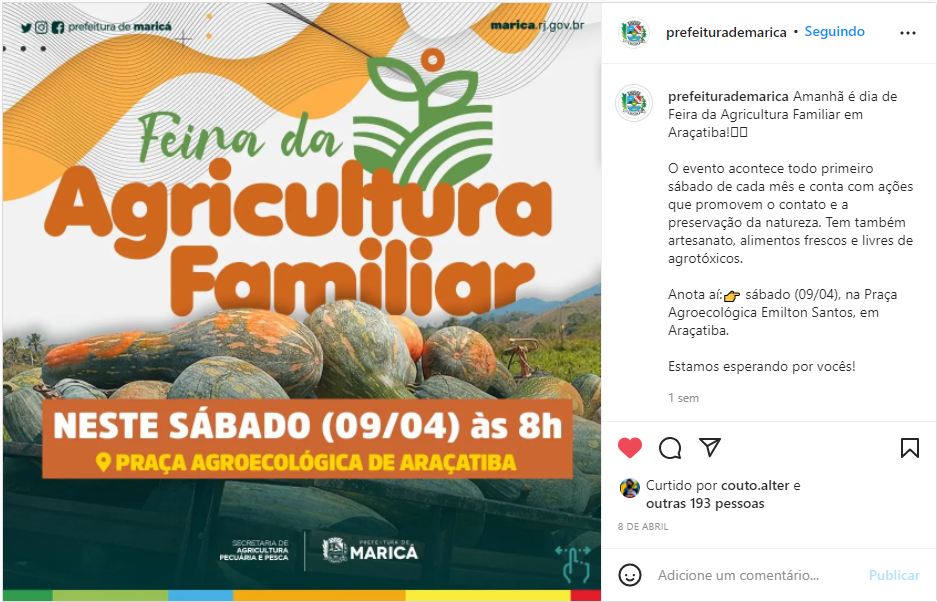 prefeitura de maricá
marica.rj.gov.br
Feira da
Agricultura
Familiar
NESTE SÁBADO (09/04) às 8h
PRAÇA AGROECOLÓGICA DE ARAÇATIBA
SECRETARIA DE
AGRICULTURA
PECUÁRIA E PESCA
PREFEITURA DE
MARICÁ
prefeiturademarica • Seguindo
prefeiturademarica Amanhã é dia de
Feira da Agricultura Familiar em
Araçatiba!
O evento acontece todo primeiro
sábado de cada mês e conta com ações
que promovem o contato e a
preservação da natureza. Tem também
artesanato, alimentos frescos e livres de
agrotóxicos.
Anota aí:👉 sábado (09/04), na Praça
Agroecológica Emilton Santos, em
Araçatiba.
Estamos esperando por vocês!
1 sem
Curtido por couto.alter e
outras 193 pessoas
8 DE ABRIL
Adicione um comentário...
Publicar